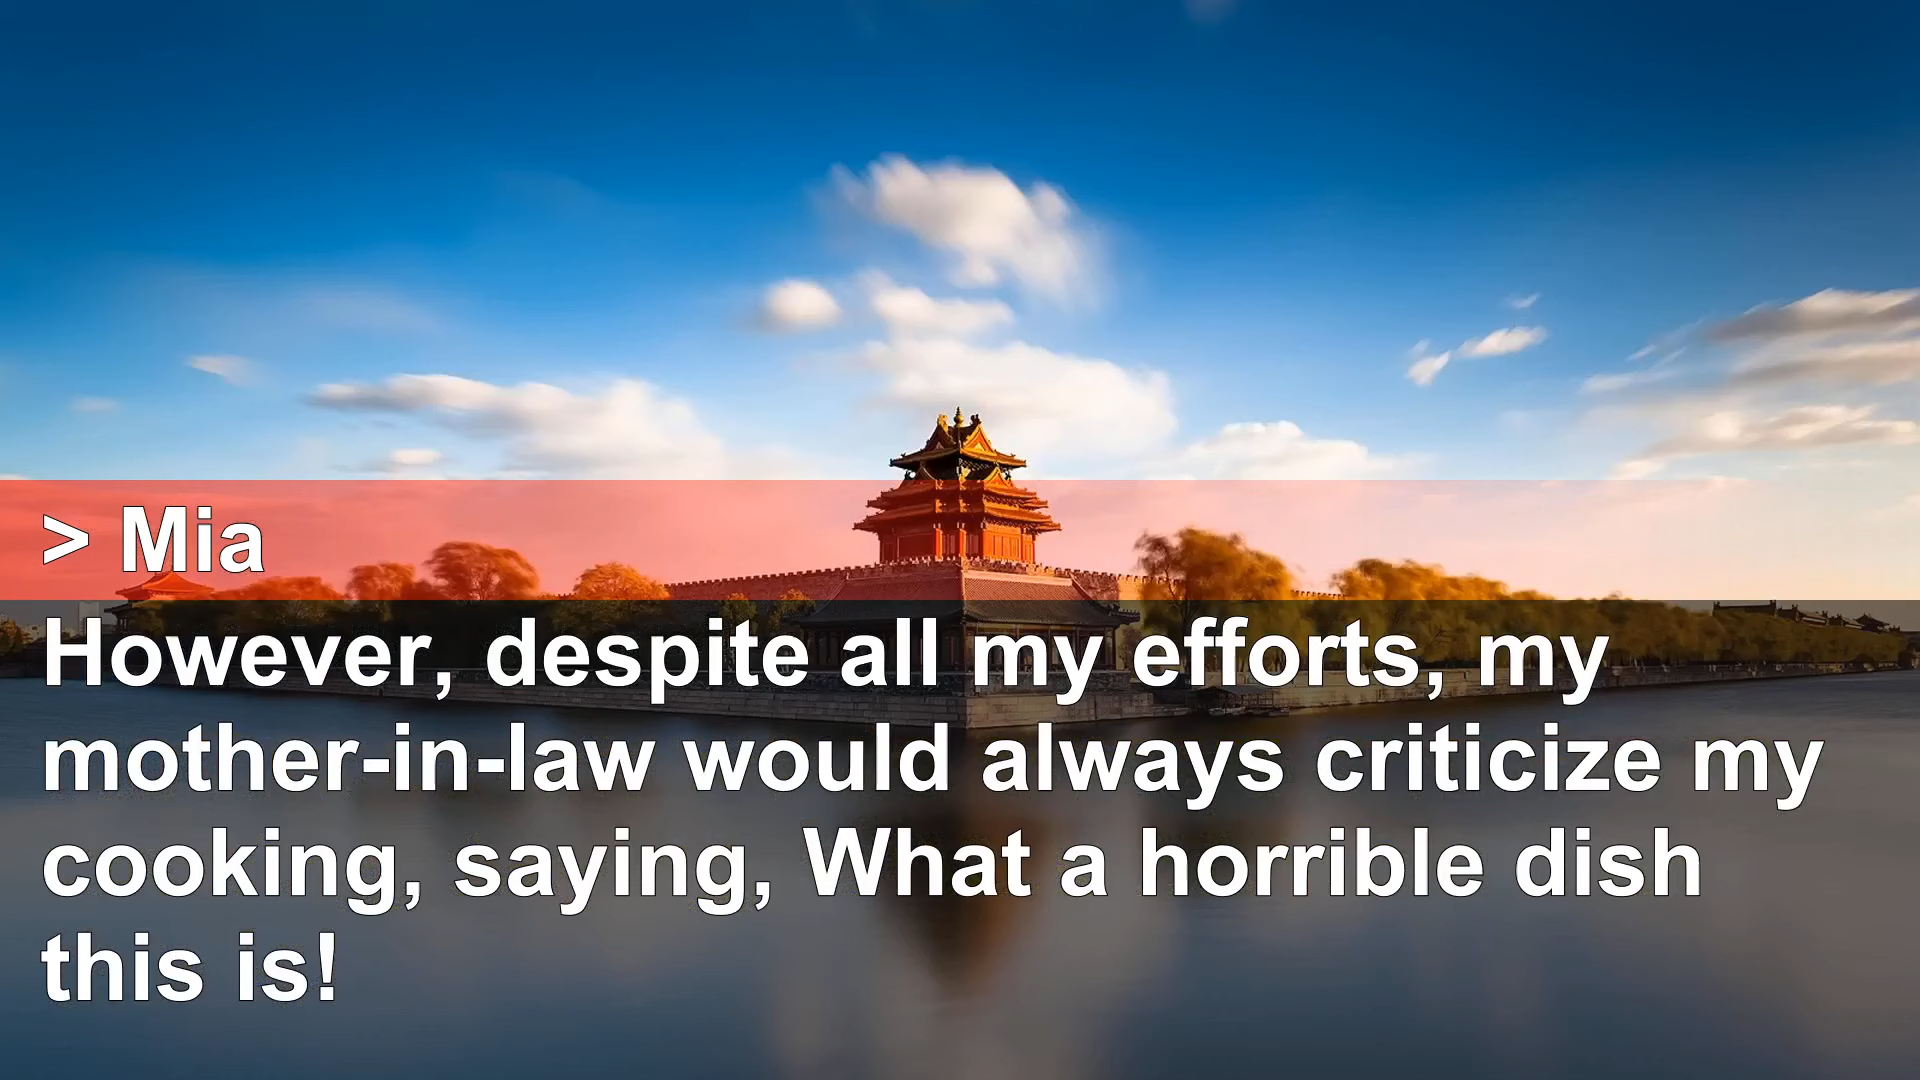 > Mia
However, despite all my efforts, my
mother-in-law would always criticize my
cooking, saying, What a horrible dish
this is!